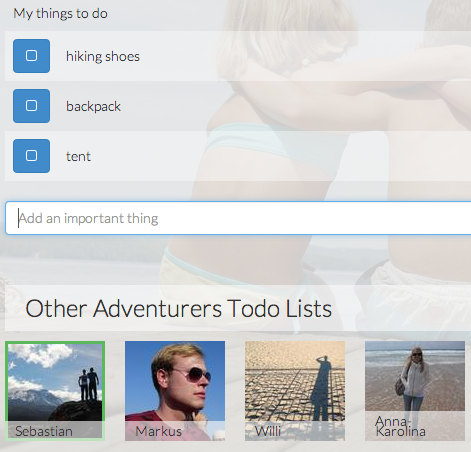 My things to do
hiking shoes
backpack
tent
Add an important thing
Other Adventurers Todo Lists
Sebastian
Markus
Willi
Anna-
Karolina